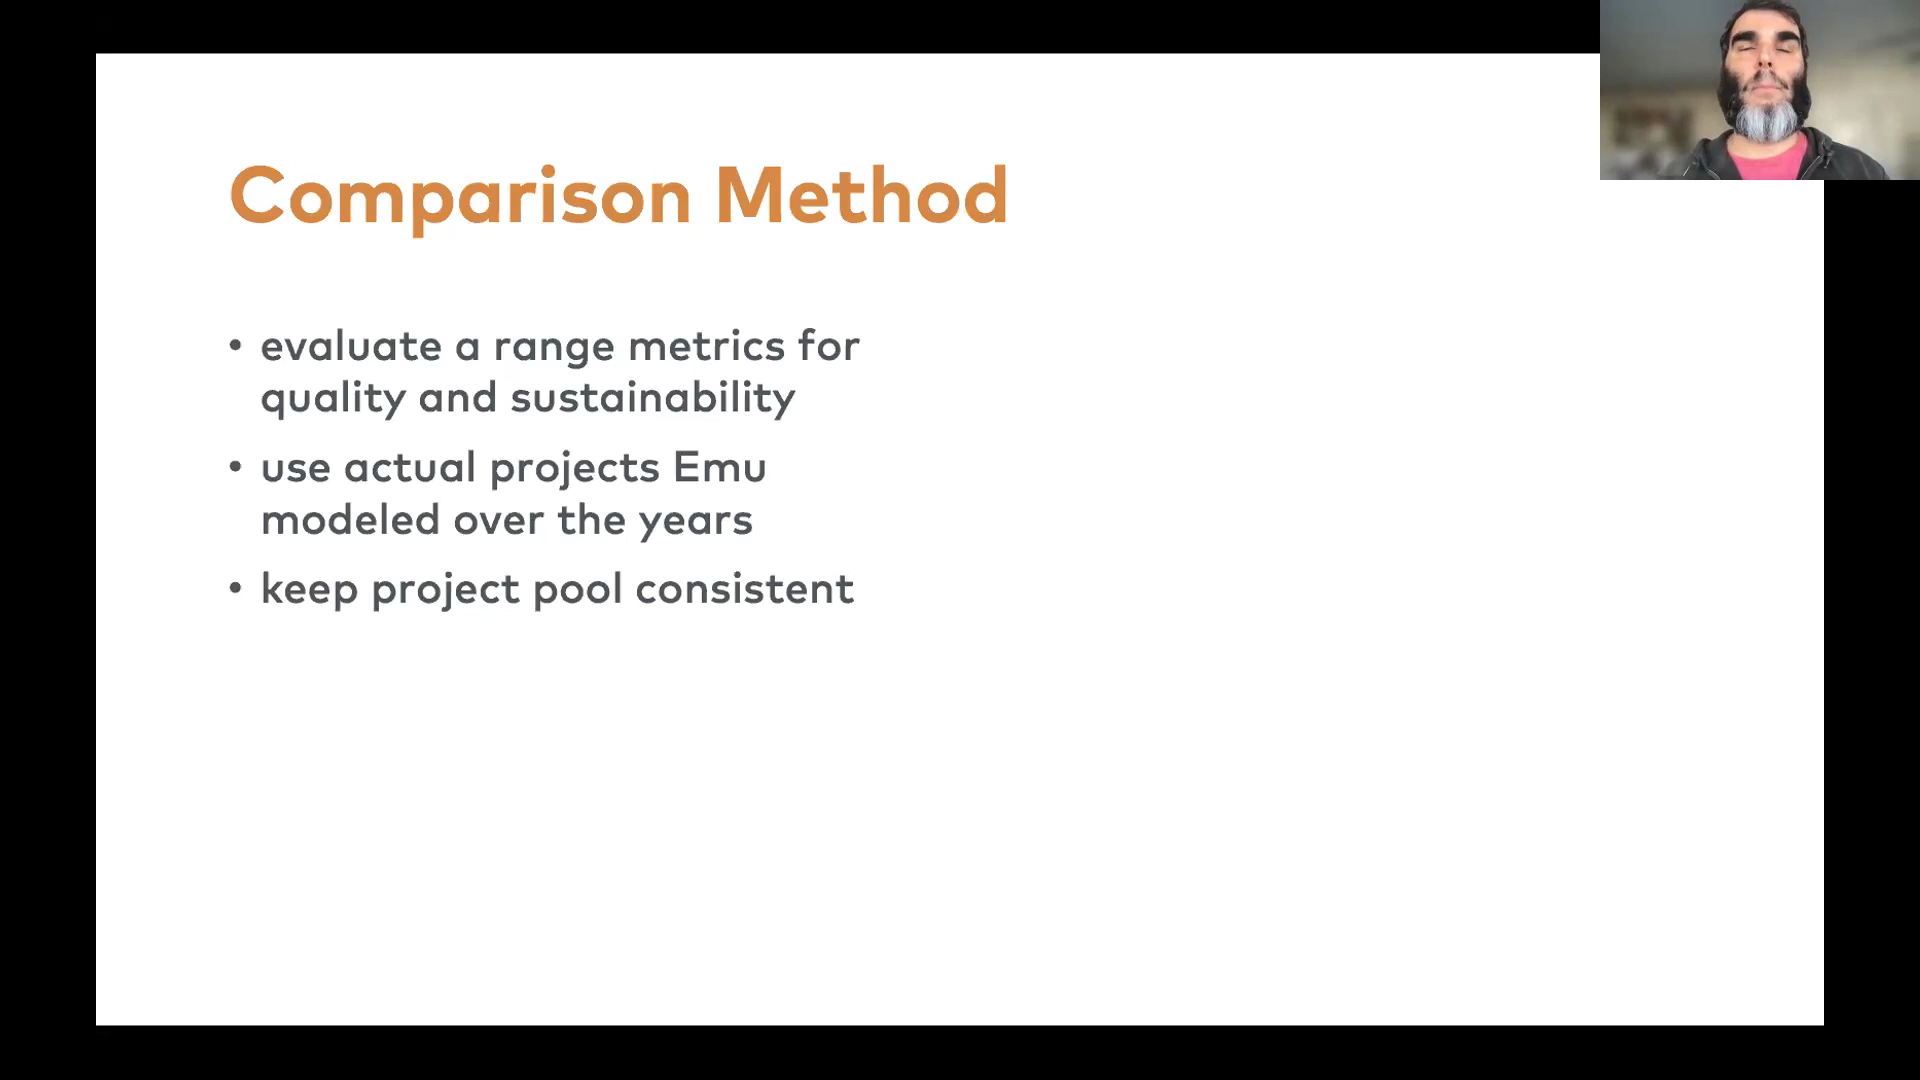 Comparison Method
• evaluate a range metrics for
quality and sustainability
• use actual projects Emu
modeled over the years
• keep project pool consistent